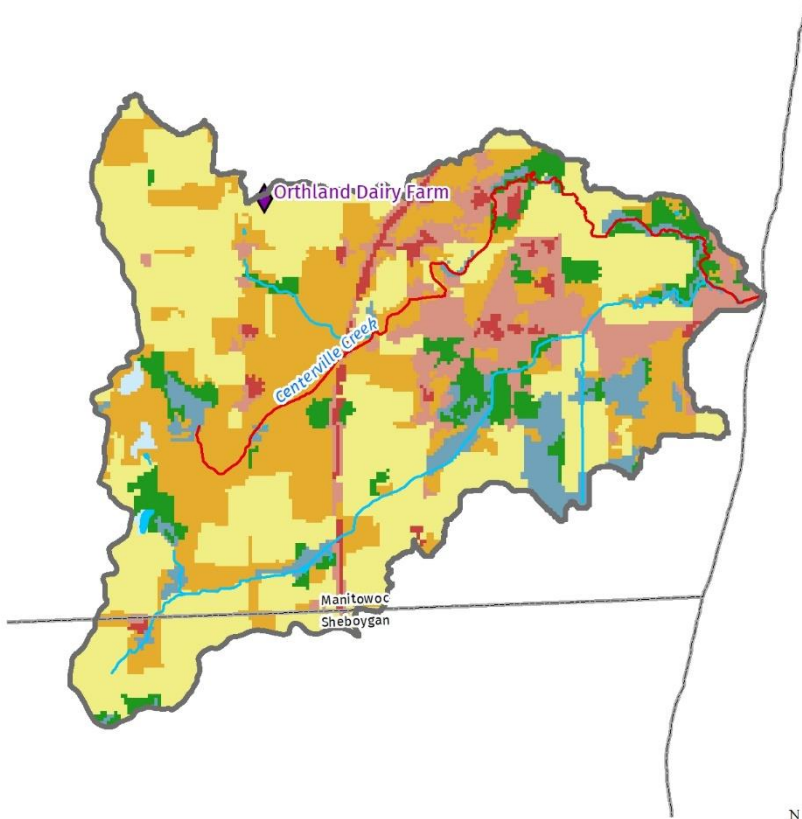 Orthland Dairy Farm
Centerville Creek
Manitowoc
Sheboygan
N